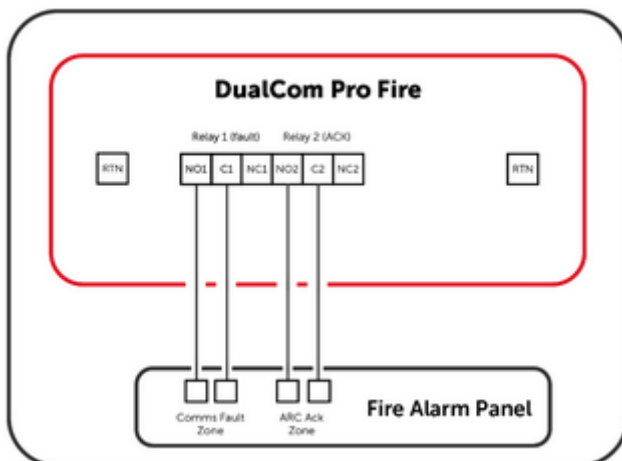 DualCom Pro Fire
Relay 1 (fault) Relay 2 (ACK)
RTN NO1 C1 NC1 NO2 C2 NC2 RTN
Comms Fault Zone
ARC Ack Zone
Fire Alarm Panel